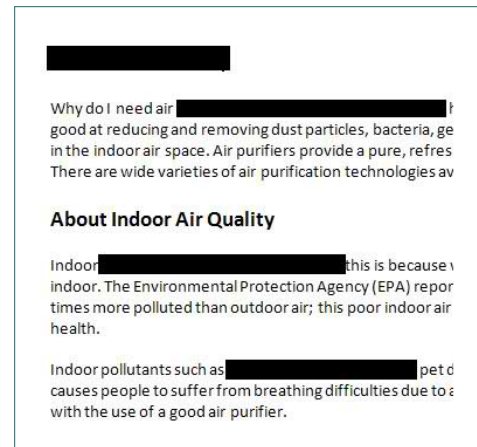 Why do I need air
good at reducing and removing dust particles, bacteria, ge
in the indoor air space. Air purifiers provide a pure, refres
There are wide varieties of air purification technologies av
About Indoor Air Quality
Indoor this is because
indoor. The Environmental Protection Agency (EPA) repor
times more polluted than outdoor air; this poor indoor air
health.
Indoor pollutants such as pet d
causes people to suffer from breathing difficulties due to a
with the use of a good air purifier.